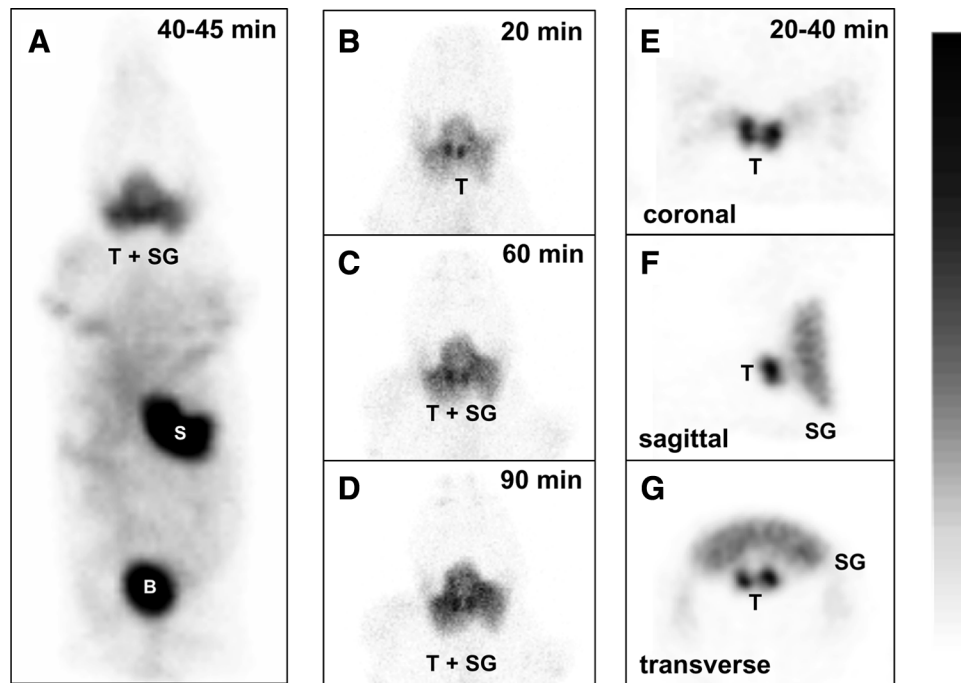 A
40-45 min
T + SG
S
B
B
20 min
T
C
60 min
T + SG
D
90 min
T + SG
E
20-40 min
T
coronal
F
T
SG
sagittal
G
SG
T
transverse